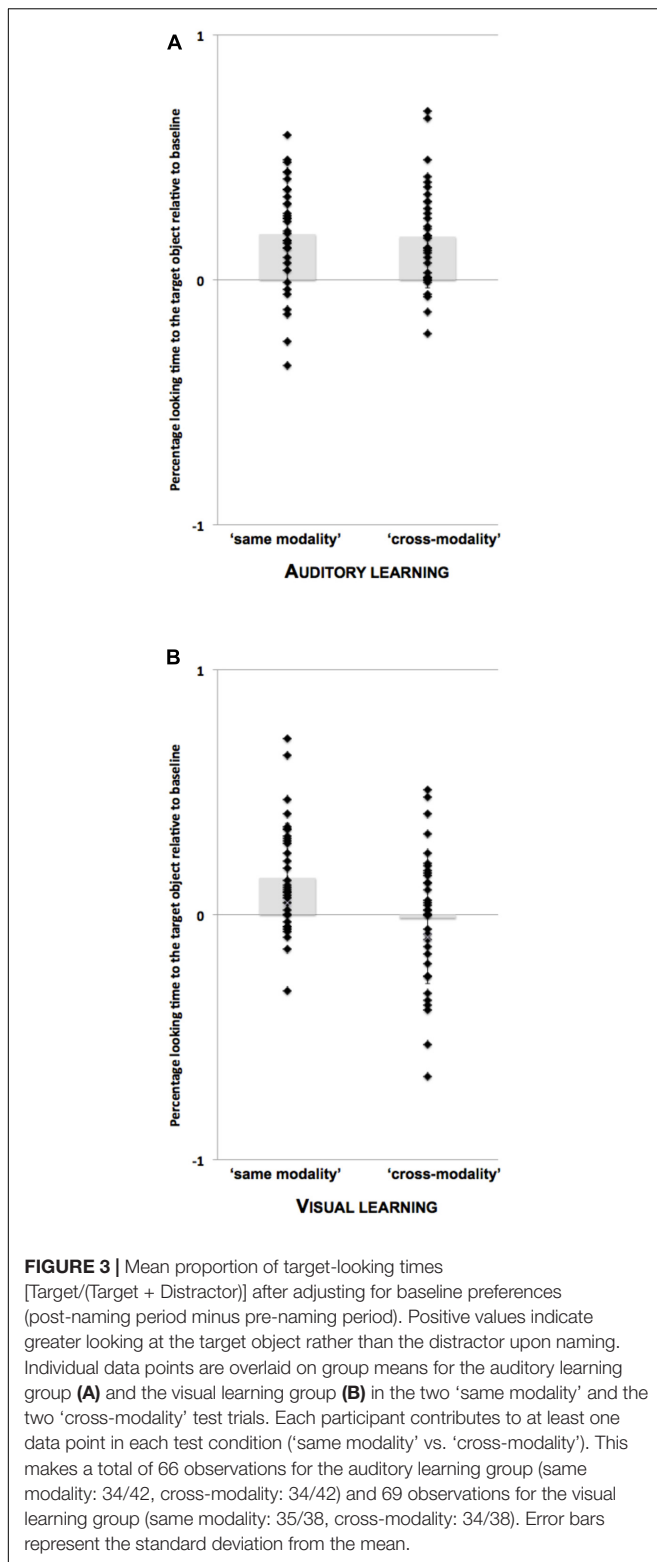 A
1
Percentage looking time to the target object relative to baseline
0
-1
'same modality'
'cross-modality'
AUDITORY LEARNING
B
1
Percentage looking time to the target object relative to baseline
0
-1
'same modality'
'cross-modality'
VISUAL LEARNING
FIGURE 3 | Mean proportion of target-looking times
[Target/(Target + Distractor)] after adjusting for baseline preferences
(post-naming period minus pre-naming period). Positive values indicate
greater looking at the target object rather than the distractor upon naming.
Individual data points are overlaid on group means for the auditory learning
group (A) and the visual learning group (B) in the two 'same modality' and the
two 'cross-modality' test trials. Each participant contributes to at least one
data point in each test condition ('same modality' vs. 'cross-modality'). This
makes a total of 66 observations for the auditory learning group (same
modality: 34/42, cross-modality: 34/42) and 69 observations for the visual
learning group (same modality: 35/38, cross-modality: 34/38). Error bars
represent the standard deviation from the mean.